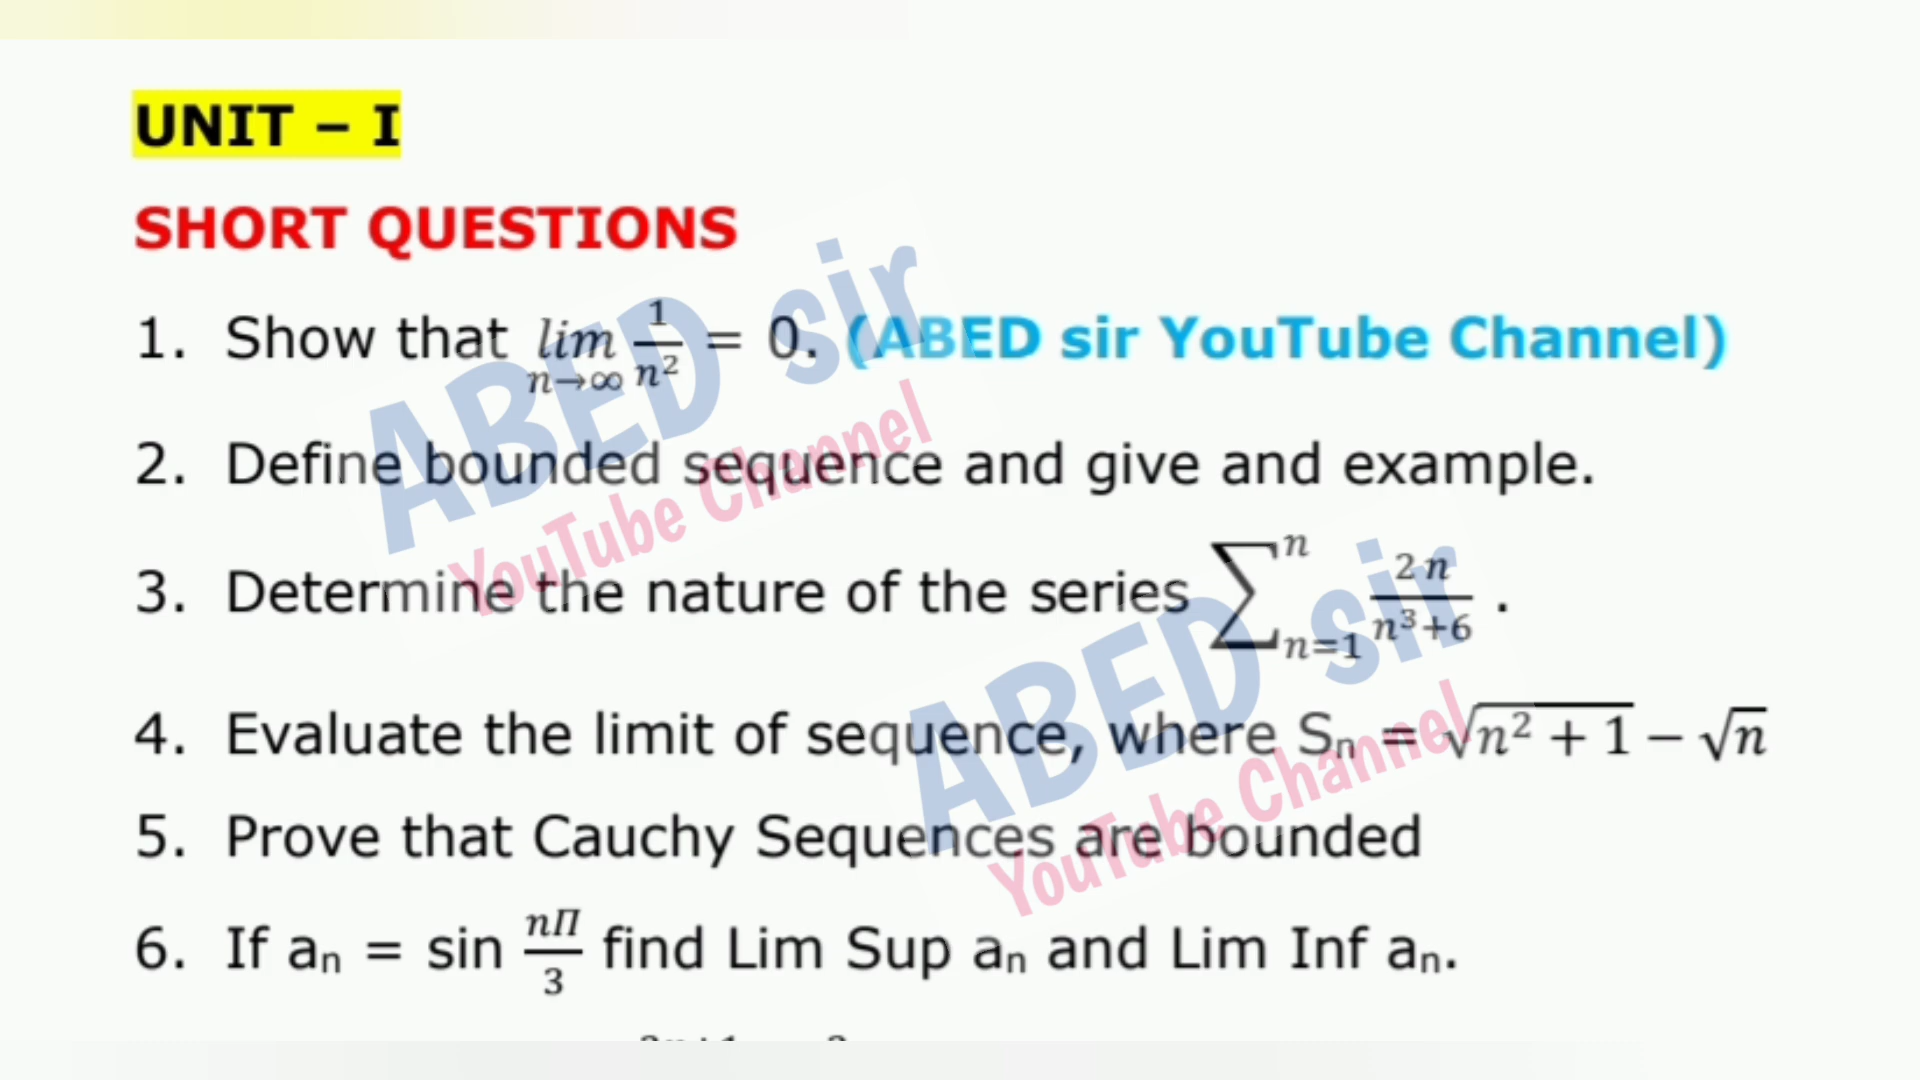 UNIT – I
SHORT QUESTIONS
1. Show that lim n→∞ 1/n² = 0. (ABED sir YouTube Channel)
2. Define bounded sequence and give and example.
3. Determine the nature of the series ∑ⁿₙ₌₁ 2 n/n³+6 .
4. Evaluate the limit of sequence, where Sₙ = √(n² + 1) – √n
5. Prove that Cauchy Sequences are bounded
6. If aₙ = sin nΠ/3 find Lim Sup aₙ and Lim Inf aₙ.
ABED sir
YouTube Channel
ABED sir
YouTube Channel